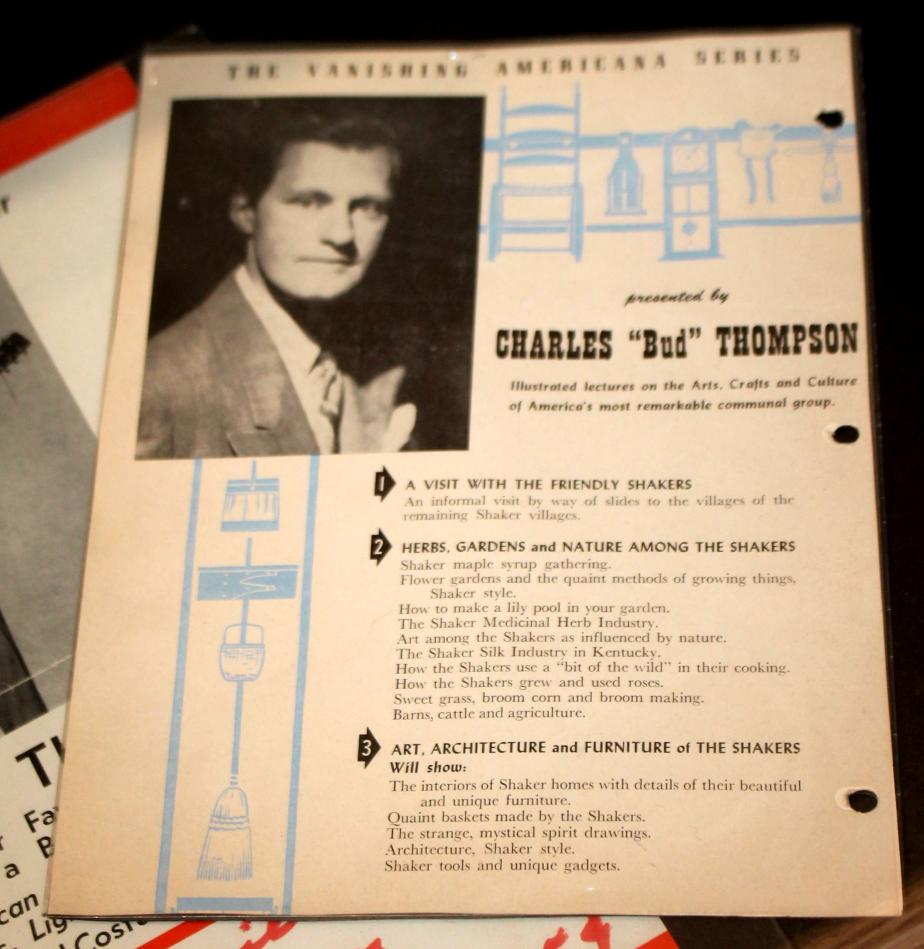 THE VANISHING AMERICANA SERIES
presented by
CHARLES "Bud" THOMPSON
Illustrated lectures on the Arts, Crafts and Culture
of America's most remarkable communal group.
1 A VISIT WITH THE FRIENDLY SHAKERS
An informal visit by way of slides to the villages of the
remaining Shaker villages.
2 HERBS, GARDENS and NATURE AMONG THE SHAKERS
Shaker maple syrup gathering.
Flower gardens and the quaint methods of growing things,
Shaker style.
How to make a lily pool in your garden.
The Shaker Medicinal Herb Industry.
Art among the Shakers as influenced by nature.
The Shaker Silk Industry in Kentucky.
How the Shakers use a "bit of the wild" in their cooking.
How the Shakers grew and used roses.
Sweet grass, broom corn and broom making.
Barns, cattle and agriculture.
3 ART, ARCHITECTURE and FURNITURE of THE SHAKERS
Will show:
The interiors of Shaker homes with details of their beautiful
and unique furniture.
Quaint baskets made by the Shakers.
The strange, mystical spirit drawings.
Architecture, Shaker style.
Shaker tools and unique gadgets.
a